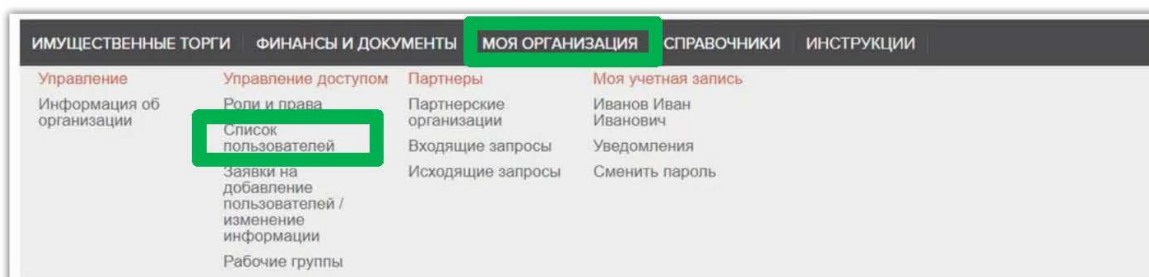 ИМУЩЕСТВЕННЫЕ ТОРГИ ФИНАНСЫ И ДОКУМЕНТЫ МОЯ ОРГАНИЗАЦИЯ СПРАВОЧНИКИ ИНСТРУКЦИИ
Управление
Информация об
организации
Управление доступом
Роли и права
Список
пользователей
Заявки на
добавление
пользователей /
изменение
информации
Рабочие группы
Партнеры
Партнерские
организации
Входящие запросы
Исходящие запросы
Моя учетная запись
Иванов Иван
Иванович
Уведомления
Сменить пароль